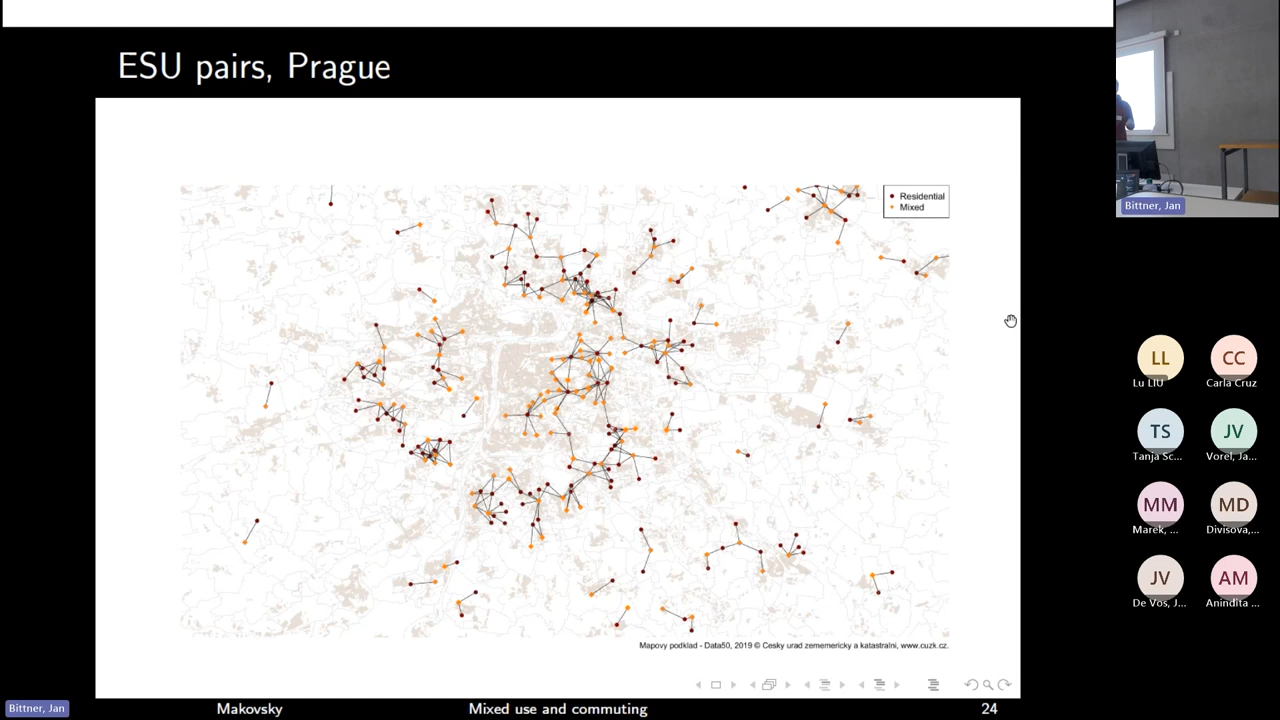 ESU pairs, Prague
Residential
Mixed
Mapovy podklad - Data50, 2019 © Cesky urad zememericky a katastralni, www.cuzk.cz.
Makovsky
Mixed use and commuting
24
Bittner, Jan
Bittner, Jan
LL
CC
Lu LIU
Carla Cruz
TS
JV
Tanja Sc...
Vorel, Ja...
MM
MD
Marek, ...
Divisova,...
JV
AM
De Vos, J...
Anindita ...